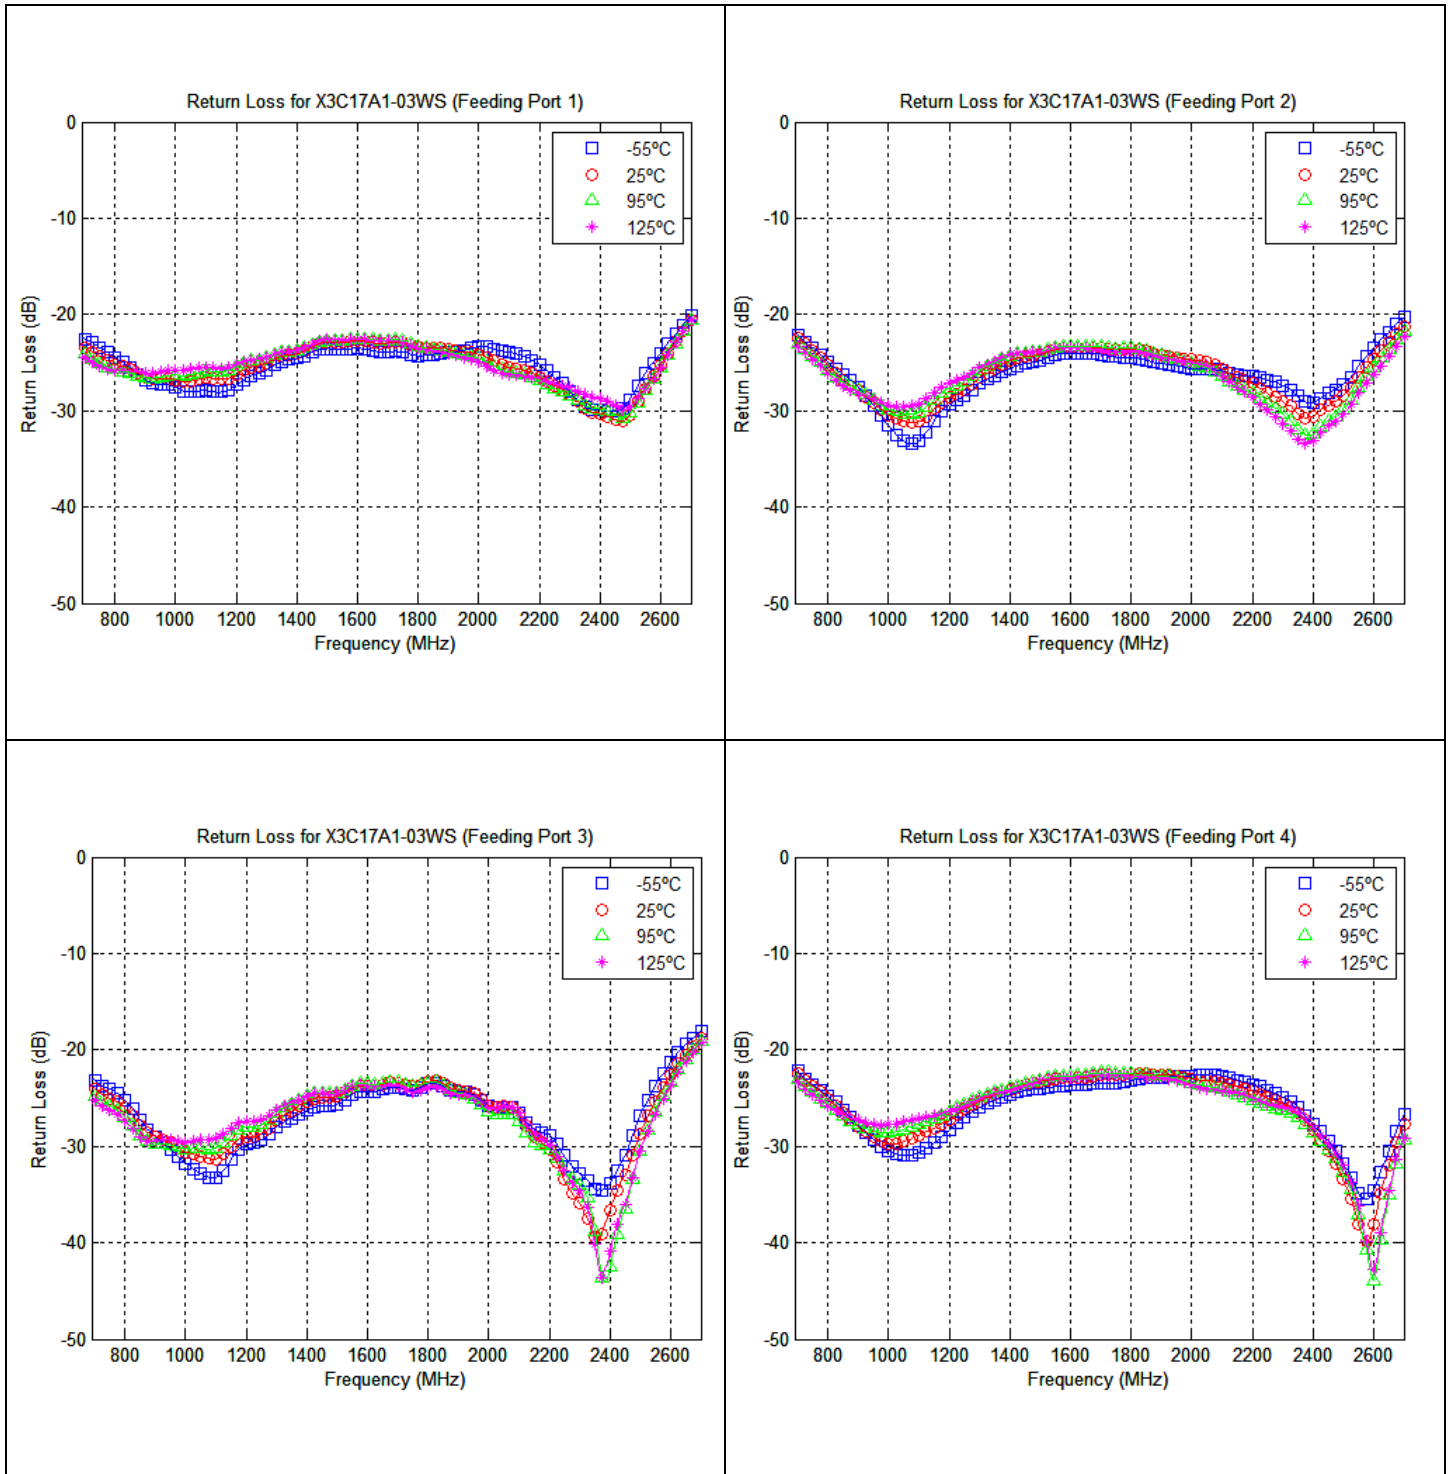 Return Loss for X3C17A1-03WS (Feeding Port 1)
0
-10
-20
-30
-40
-50
Return Loss (dB)
-55ºC
25ºC
95ºC
125ºC
800 1000 1200 1400 1600 1800 2000 2200 2400 2600
Frequency (MHz)
Return Loss for X3C17A1-03WS (Feeding Port 2)
0
-10
-20
-30
-40
-50
Return Loss (dB)
-55ºC
25ºC
95ºC
125ºC
800 1000 1200 1400 1600 1800 2000 2200 2400 2600
Frequency (MHz)
Return Loss for X3C17A1-03WS (Feeding Port 3)
0
-10
-20
-30
-40
-50
Return Loss (dB)
-55ºC
25ºC
95ºC
125ºC
800 1000 1200 1400 1600 1800 2000 2200 2400 2600
Frequency (MHz)
Return Loss for X3C17A1-03WS (Feeding Port 4)
0
-10
-20
-30
-40
-50
Return Loss (dB)
-55ºC
25ºC
95ºC
125ºC
800 1000 1200 1400 1600 1800 2000 2200 2400 2600
Frequency (MHz)